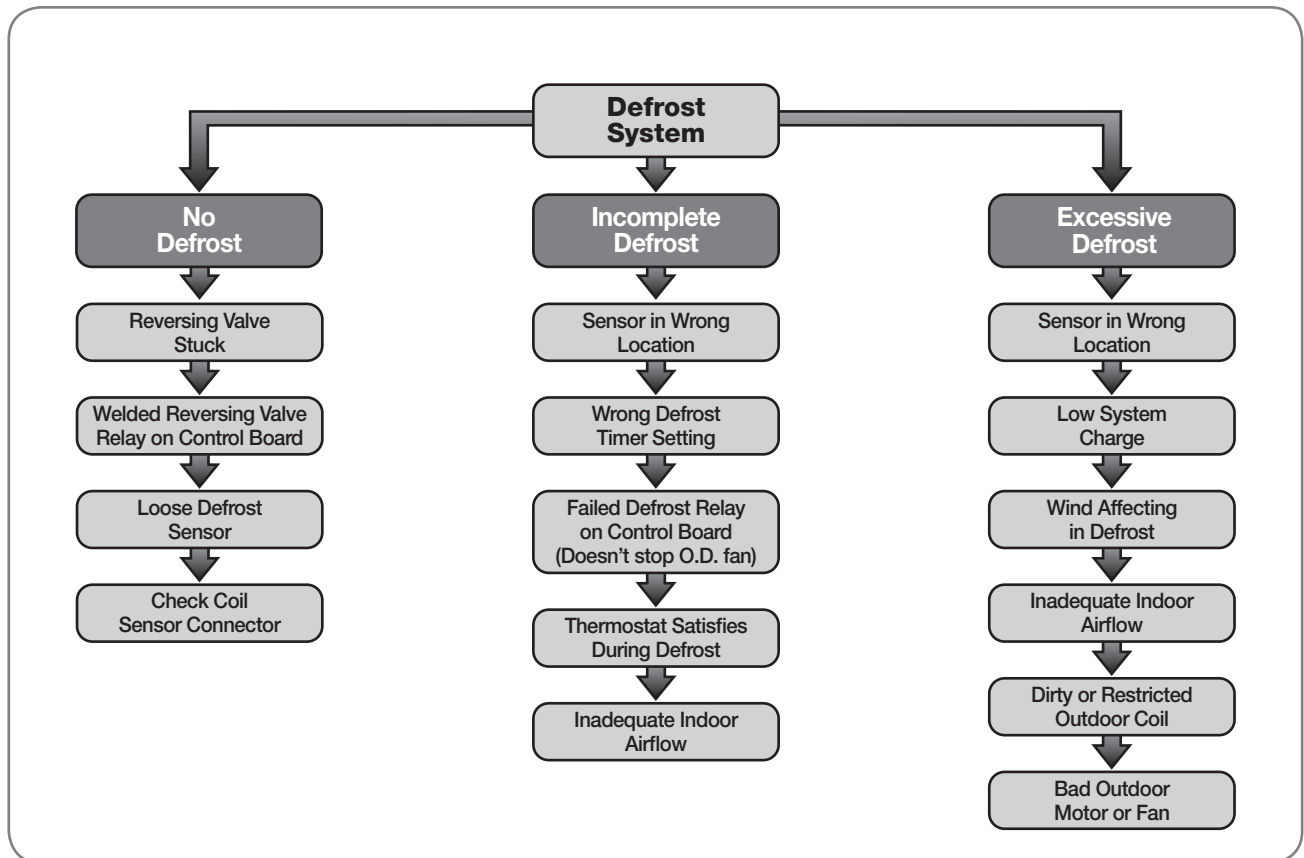 Defrost
System
No
Defrost
Reversing Valve
Stuck
Welded Reversing Valve
Relay on Control Board
Loose Defrost
Sensor
Check Coil
Sensor Connector
Incomplete
Defrost
Sensor in Wrong
Location
Wrong Defrost
Timer Setting
Failed Defrost Relay
on Control Board
(Doesn't stop O.D. fan)
Thermostat Satisfies
During Defrost
Inadequate Indoor
Airflow
Excessive
Defrost
Sensor in Wrong
Location
Low System
Charge
Wind Affecting
in Defrost
Inadequate Indoor
Airflow
Dirty or Restricted
Outdoor Coil
Bad Outdoor
Motor or Fan